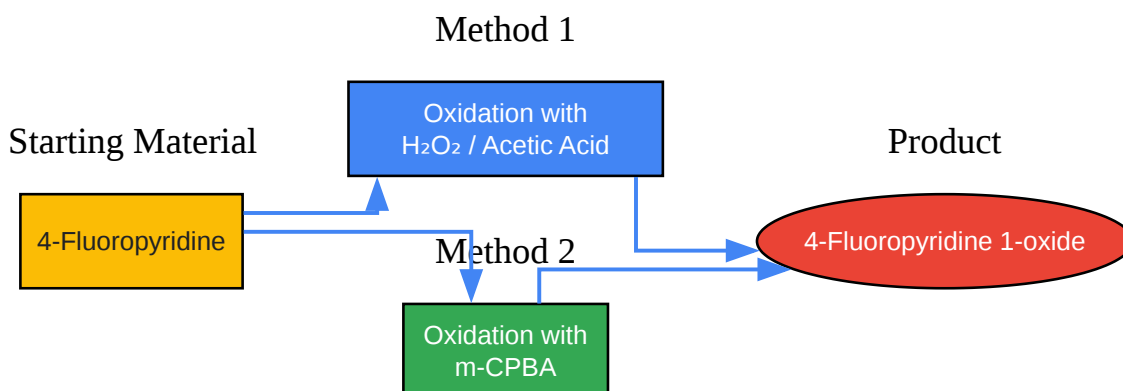 Method 1
Oxidation with
H₂O₂ / Acetic Acid
Starting Material
4-Fluoropyridine
Product
4-Fluoropyridine 1-oxide
Method 2
Oxidation with
m-CPBA